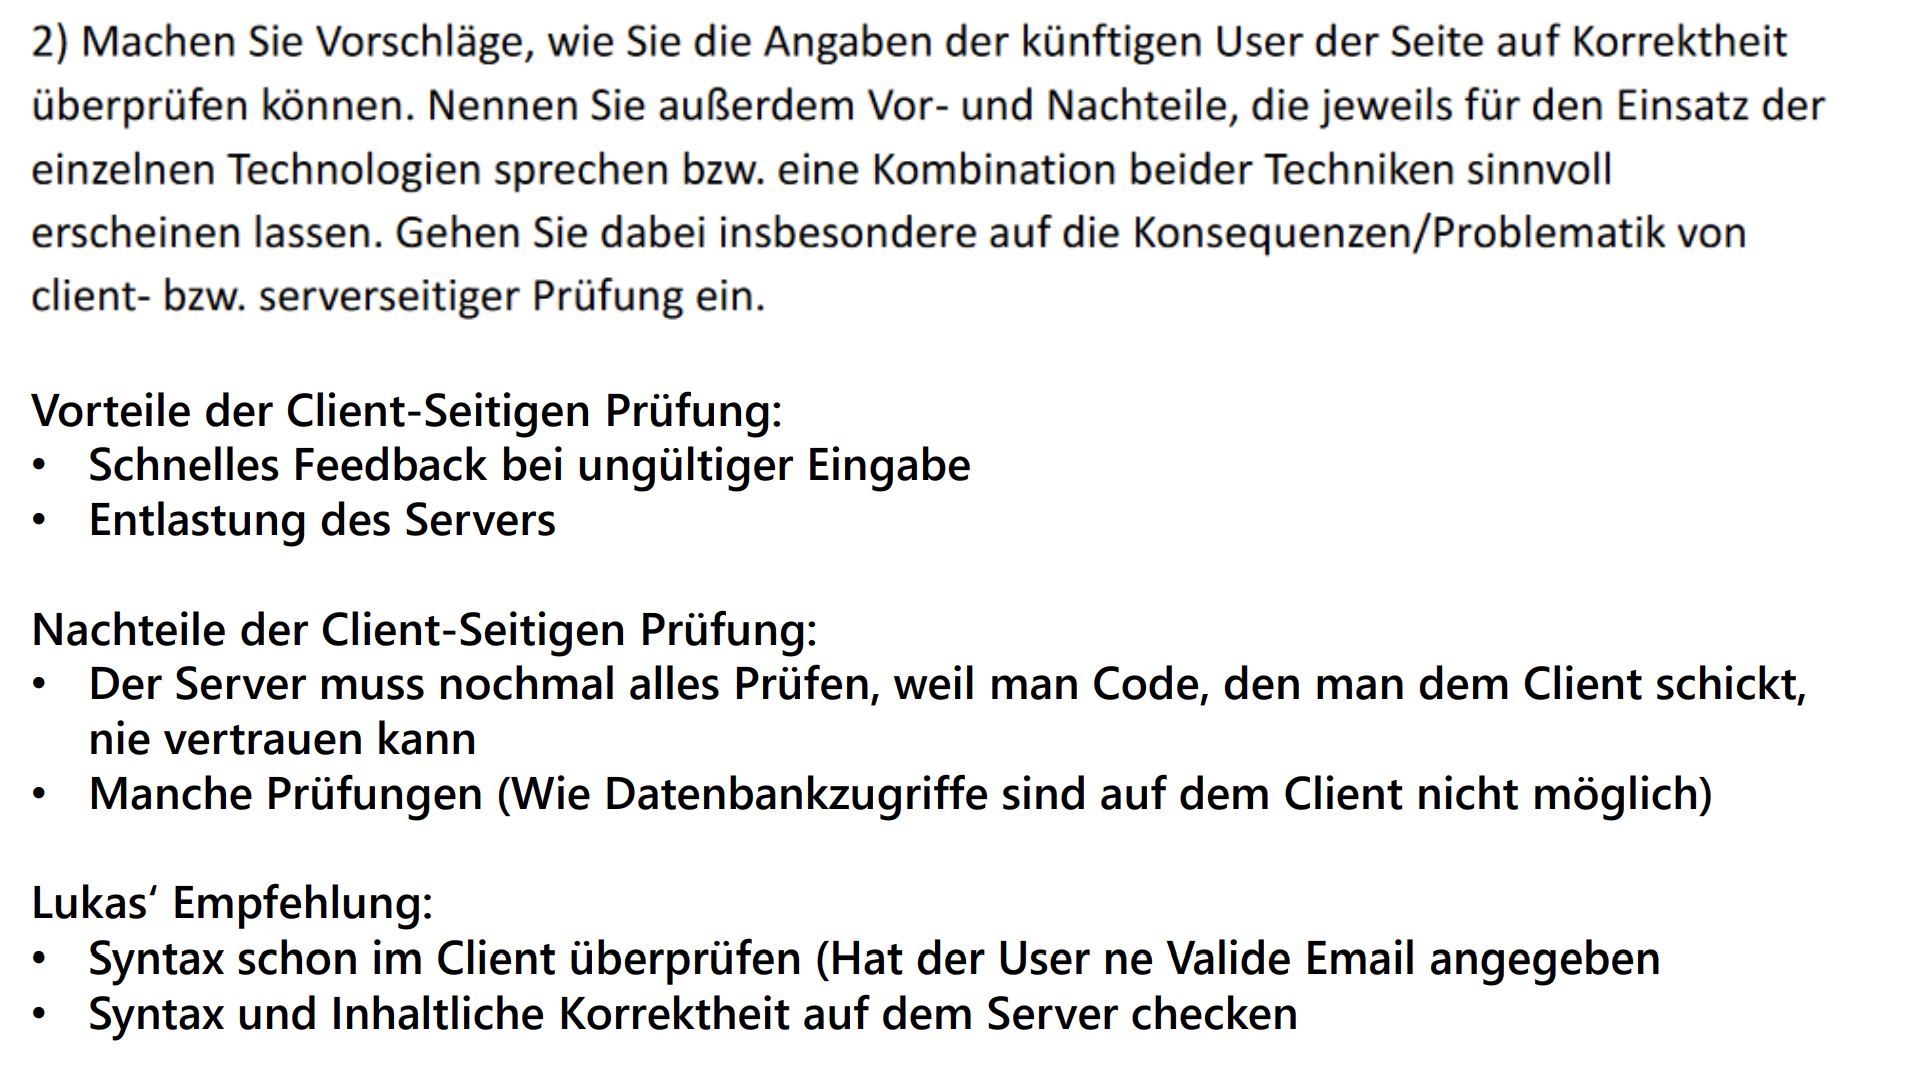 2) Machen Sie Vorschläge, wie Sie die Angaben der künftigen User der Seite auf Korrektheit
überprüfen können. Nennen Sie außerdem Vor- und Nachteile, die jeweils für den Einsatz der
einzelnen Technologien sprechen bzw. eine Kombination beider Techniken sinnvoll
erscheinen lassen. Gehen Sie dabei insbesondere auf die Konsequenzen/Problematik von
client- bzw. serverseitiger Prüfung ein.
Vorteile der Client-Seitigen Prüfung:
• Schnelles Feedback bei ungültiger Eingabe
• Entlastung des Servers
Nachteile der Client-Seitigen Prüfung:
• Der Server muss nochmal alles Prüfen, weil man Code, den man dem Client schickt,
nie vertrauen kann
• Manche Prüfungen (Wie Datenbankzugriffe sind auf dem Client nicht möglich)
Lukas‘ Empfehlung:
• Syntax schon im Client überprüfen (Hat der User ne Valide Email angegeben
• Syntax und Inhaltliche Korrektheit auf dem Server checken